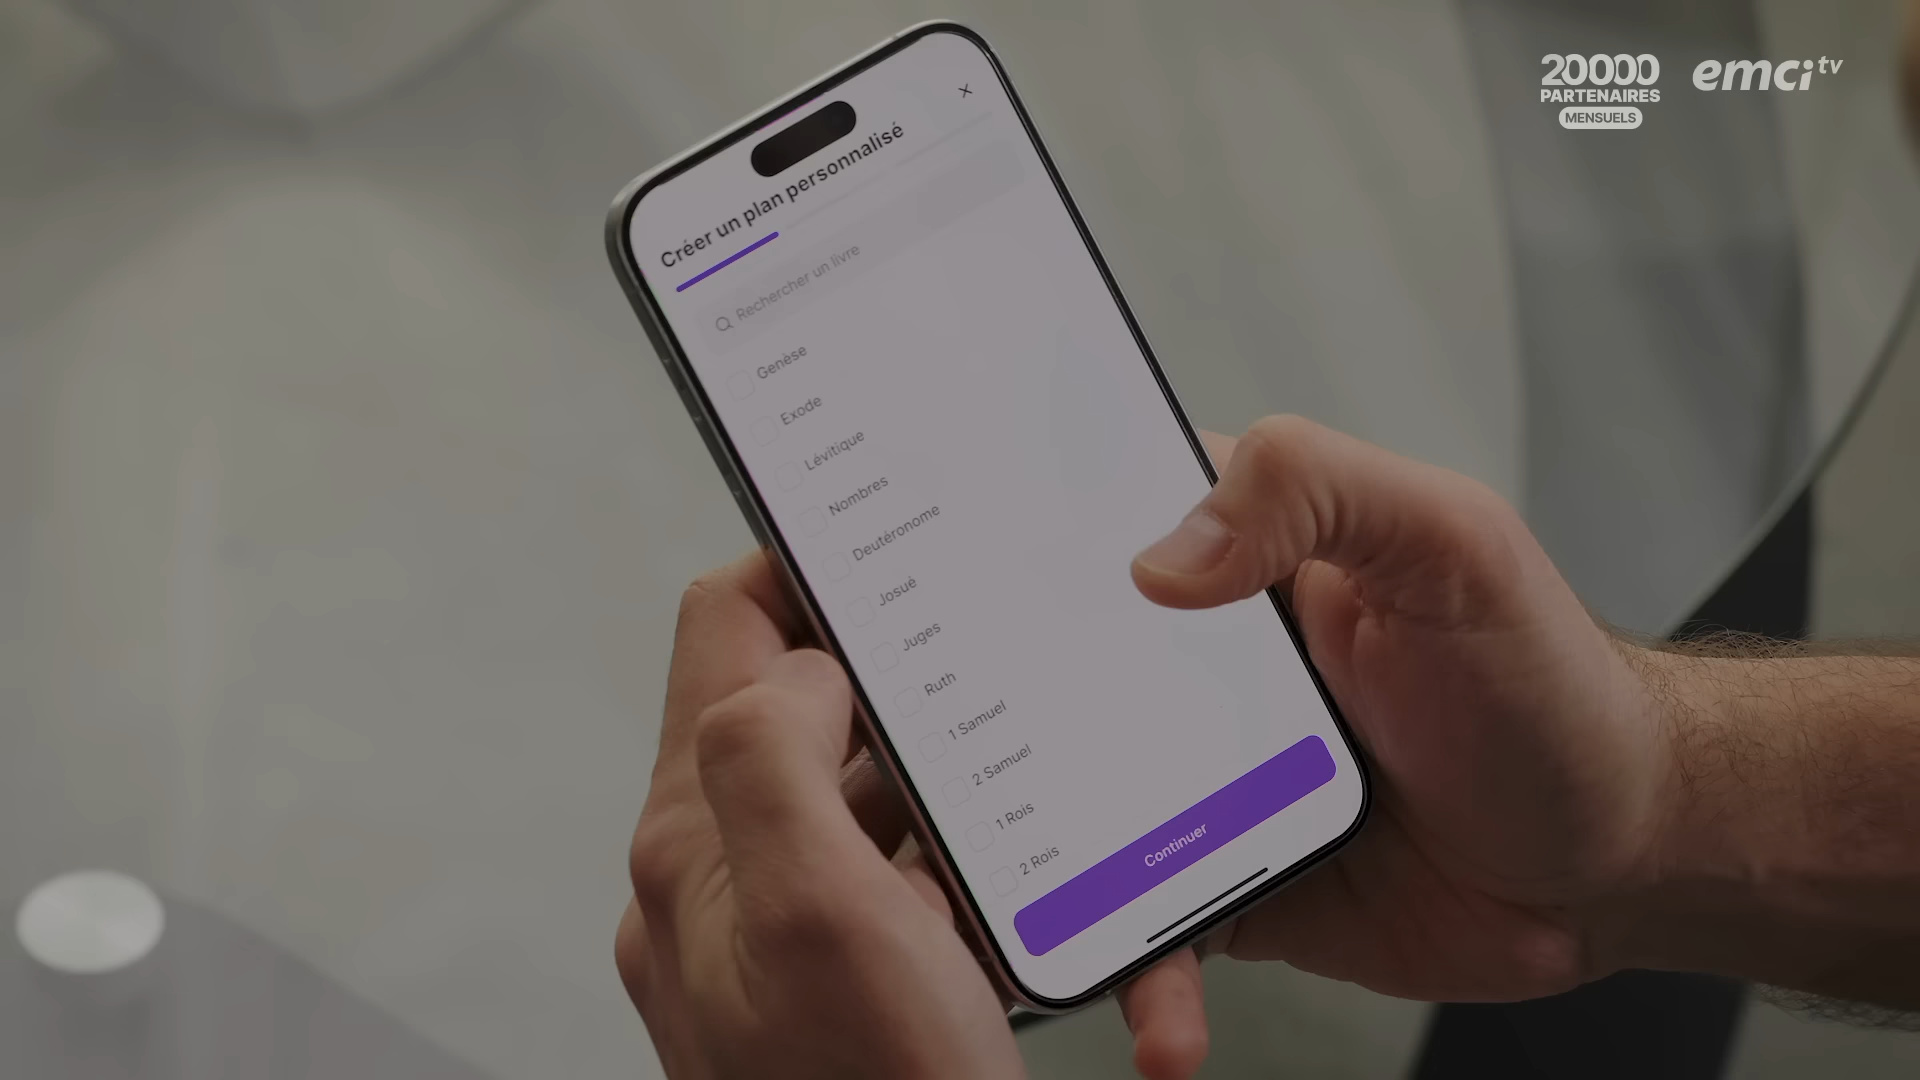 20000
PARTENAIRES
MENSUELS
emci tv
Créer un plan personnalisé
Rechercher un livre
Genèse
Exode
Lévitique
Nombres
Deutéronome
Josué
Juges
Ruth
1 Samuel
2 Samuel
1 Rois
2 Rois
Continuer